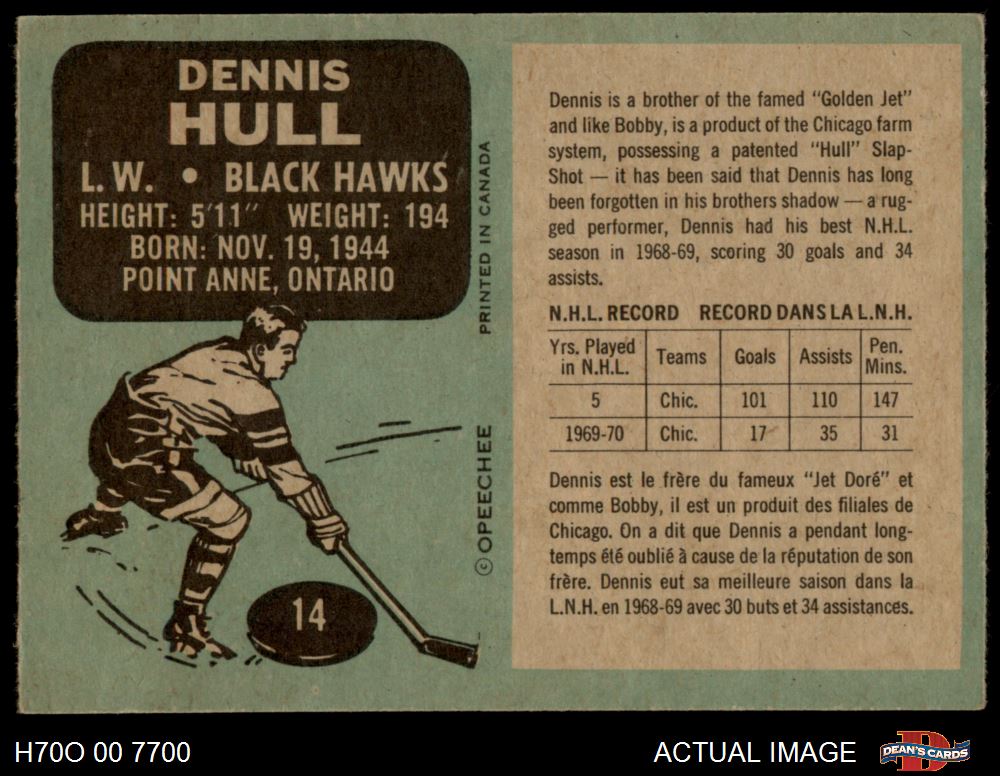 DENNIS
HULL
L.W. • BLACK HAWKS
HEIGHT: 5'11" WEIGHT: 194
BORN: NOV. 19, 1944
POINT ANNE, ONTARIO
PRINTED IN CANADA
© OPEECHEE
14
Dennis is a brother of the famed "Golden Jet"
and like Bobby, is a product of the Chicago farm
system, possessing a patented "Hull" Slap-
Shot — it has been said that Dennis has long
been forgotten in his brothers shadow — a rug-
ged performer, Dennis had his best N.H.L.
season in 1968-69, scoring 30 goals and 34
assists.
N.H.L. RECORD RECORD DANS LA L.N.H.
Yrs. Played in N.H.L. Teams Goals Assists Pen. Mins.
5 Chic. 101 110 147
1969-70 Chic. 17 35 31
Dennis est le frère du fameux "Jet Doré" et
comme Bobby, il est un produit des filiales de
Chicago. On a dit que Dennis a pendant long-
temps été oublié à cause de la réputation de son
frère. Dennis eut sa meilleure saison dans la
L.N.H. en 1968-69 avec 30 buts et 34 assistances.
H70O 00 7700
ACTUAL IMAGE
D
DEAN'S CARDS